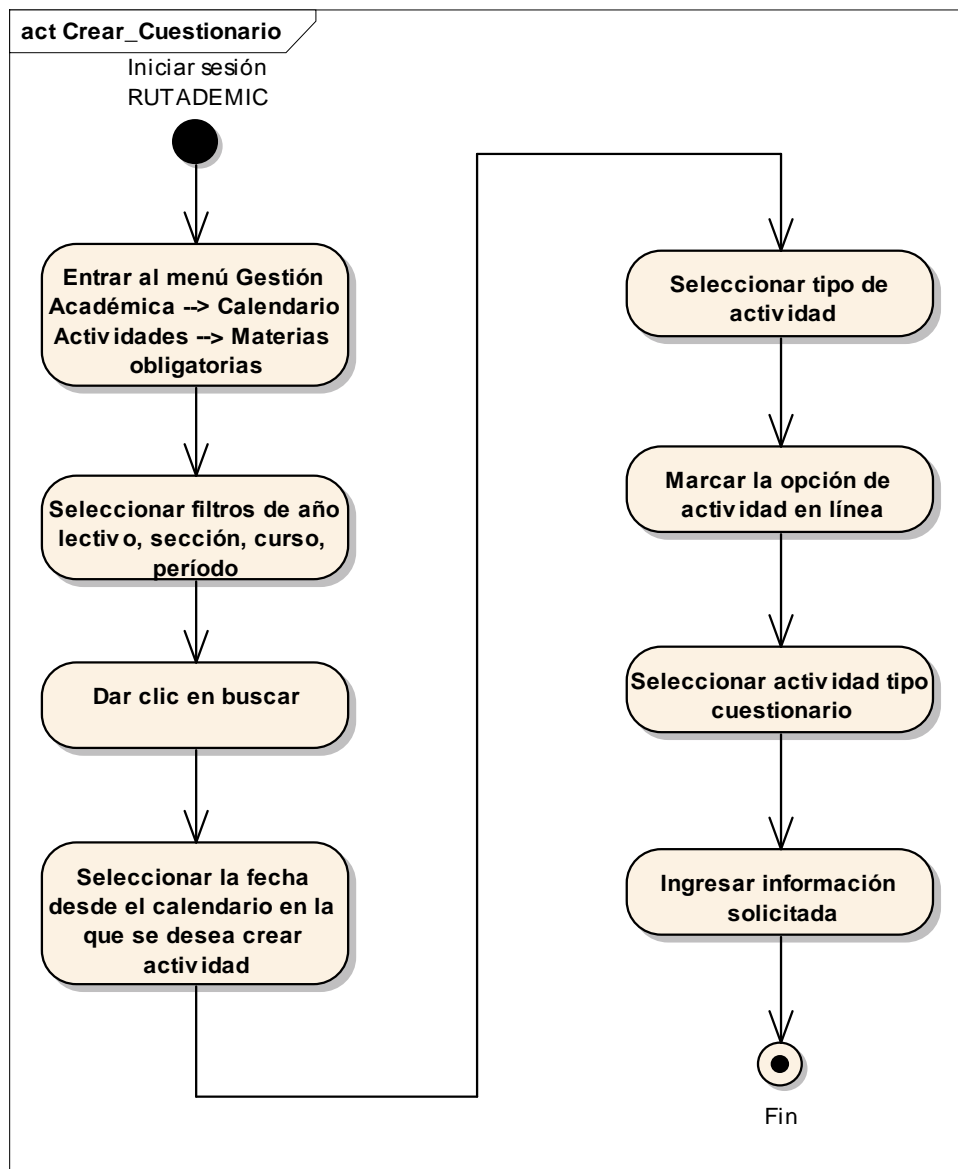 act Crear_Cuestionario
Iniciar sesión
RUTADEMIC
Entrar al menú Gestión
Académica --> Calendario
Actividades --> Materias
obligatorias
Seleccionar filtros de año
lectivo, sección, curso,
período
Dar clic en buscar
Seleccionar la fecha
desde el calendario en la
que se desea crear
actividad
Seleccionar tipo de
actividad
Marcar la opción de
actividad en línea
Seleccionar actividad tipo
cuestionario
Ingresar información
solicitada
Fin